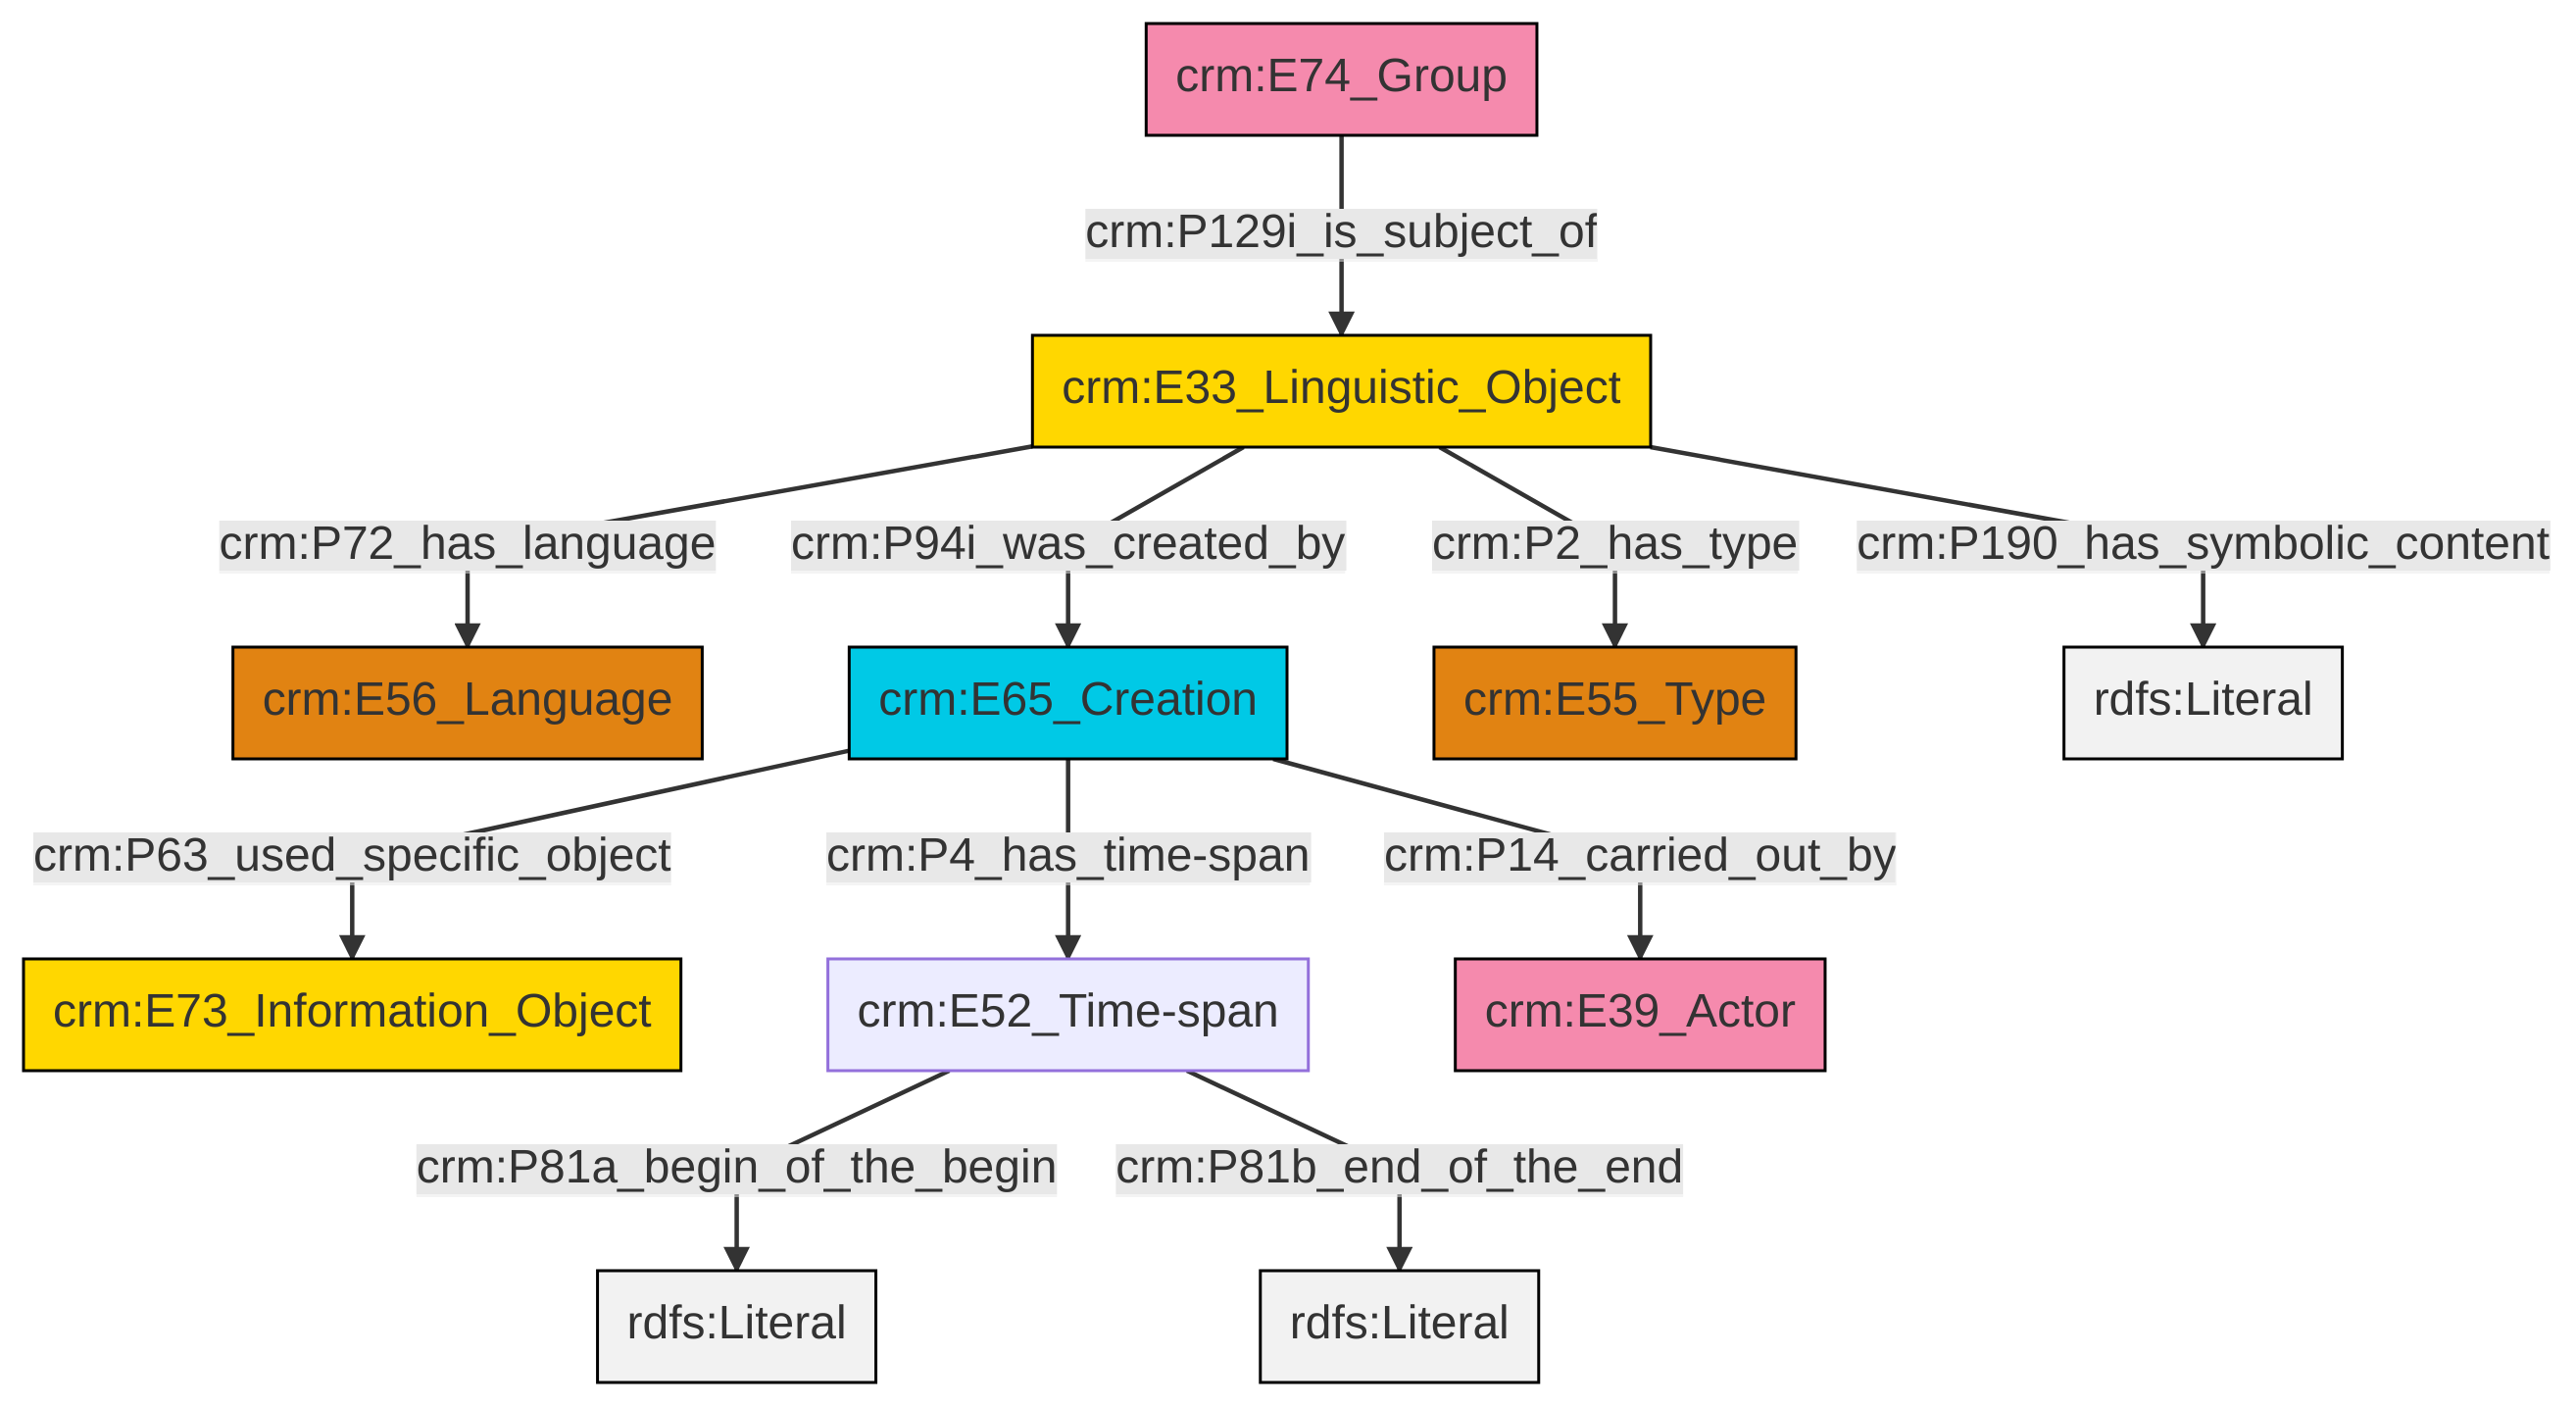 crm:E74_Group
crm:P129i_is_subject_of
crm:E33_Linguistic_Object
crm:P72_has_language
crm:P94i_was_created_by
crm:P2_has_type
crm:P190_has_symbolic_content
crm:E56_Language
crm:E65_Creation
crm:E55_Type
rdfs:Literal
crm:P63_used_specific_object
crm:P4_has_time-span
crm:P14_carried_out_by
crm:E73_Information_Object
crm:E52_Time-span
crm:E39_Actor
crm:P81a_begin_of_the_begin
crm:P81b_end_of_the_end
rdfs:Literal
rdfs:Literal